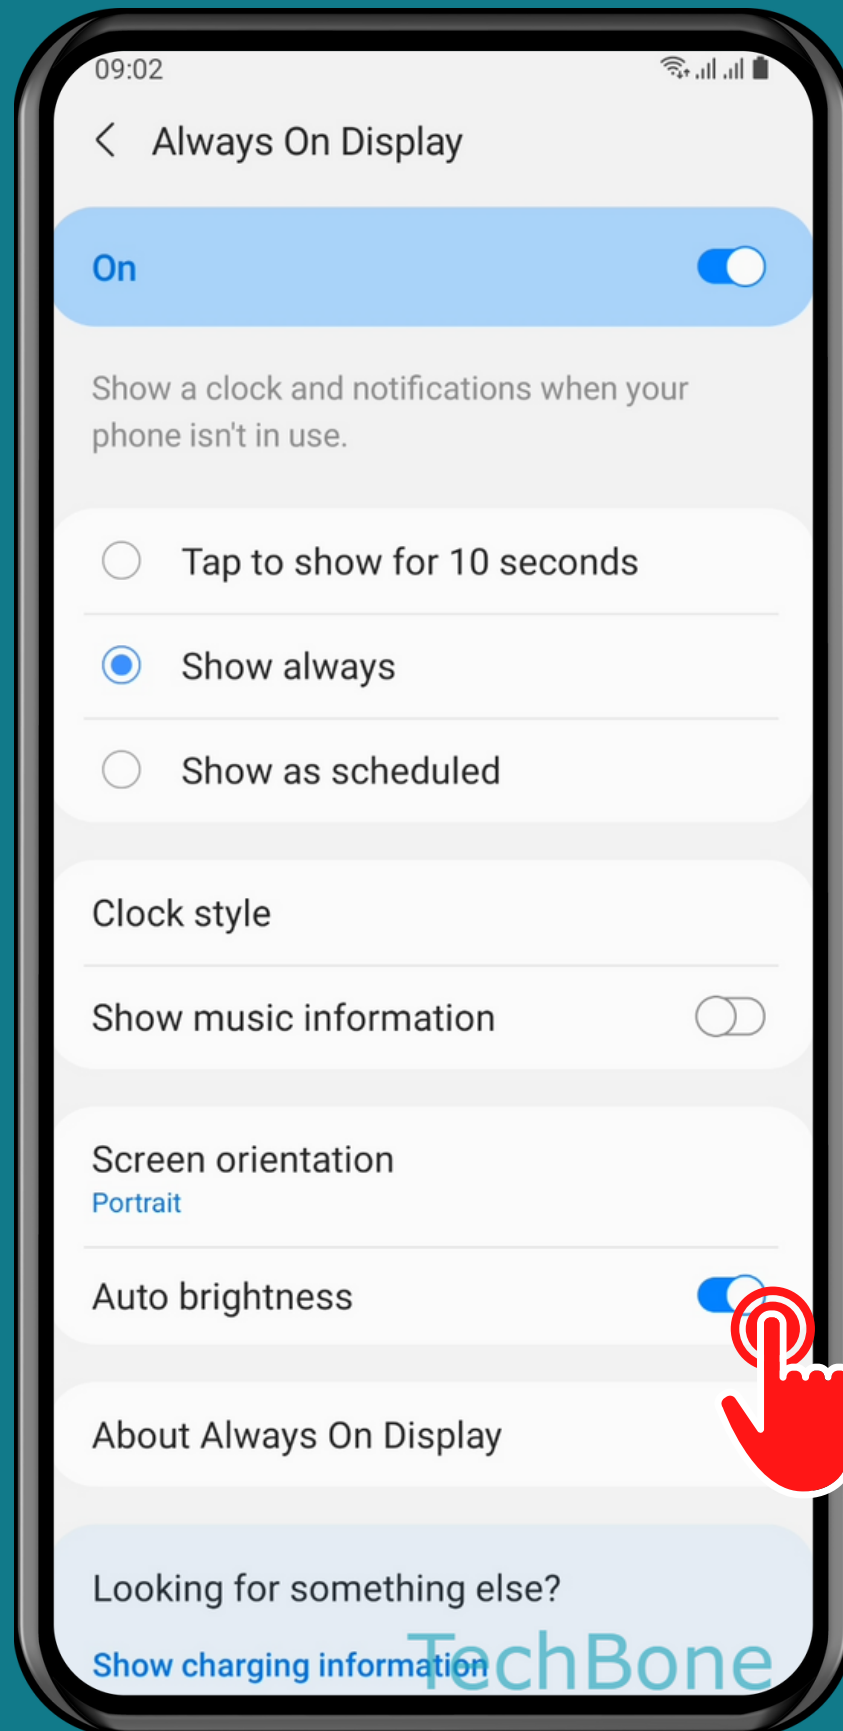 09:02
Always On Display
On
Show a clock and notifications when your
phone isn't in use.
Tap to show for 10 seconds
Show always
Show as scheduled
Clock style
Show music information
Screen orientation
Portrait
Auto brightness
About Always On Display
Looking for something else?
Show charging information
TechBone